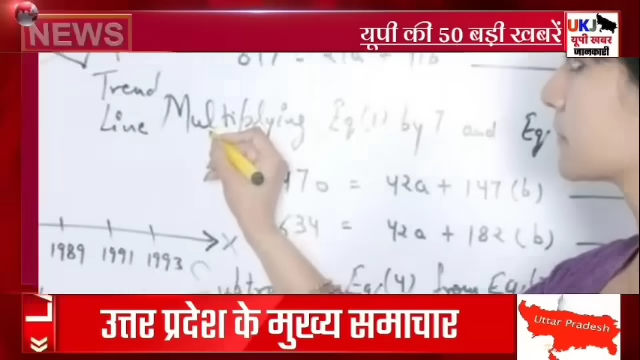 NEWS
यूपी की 50 बड़ी खबरें
UKJ
यूपी खबर
जानकारी
Trend
Line
Multiplying Eq(1) by 7 and Eq
470 = 42a + 147(b)
634 = 42a + 182(b)
1989 1991 1993 X
Eq(4) from Eq
उत्तर प्रदेश के मुख्य समाचार
Uttar Pradesh